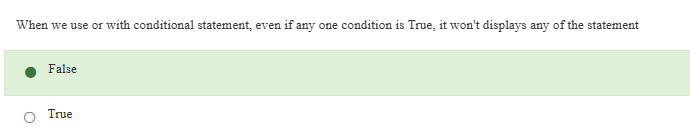 When we use or with conditional statement, even if any one condition is True, it won't displays any of the statement
False
True